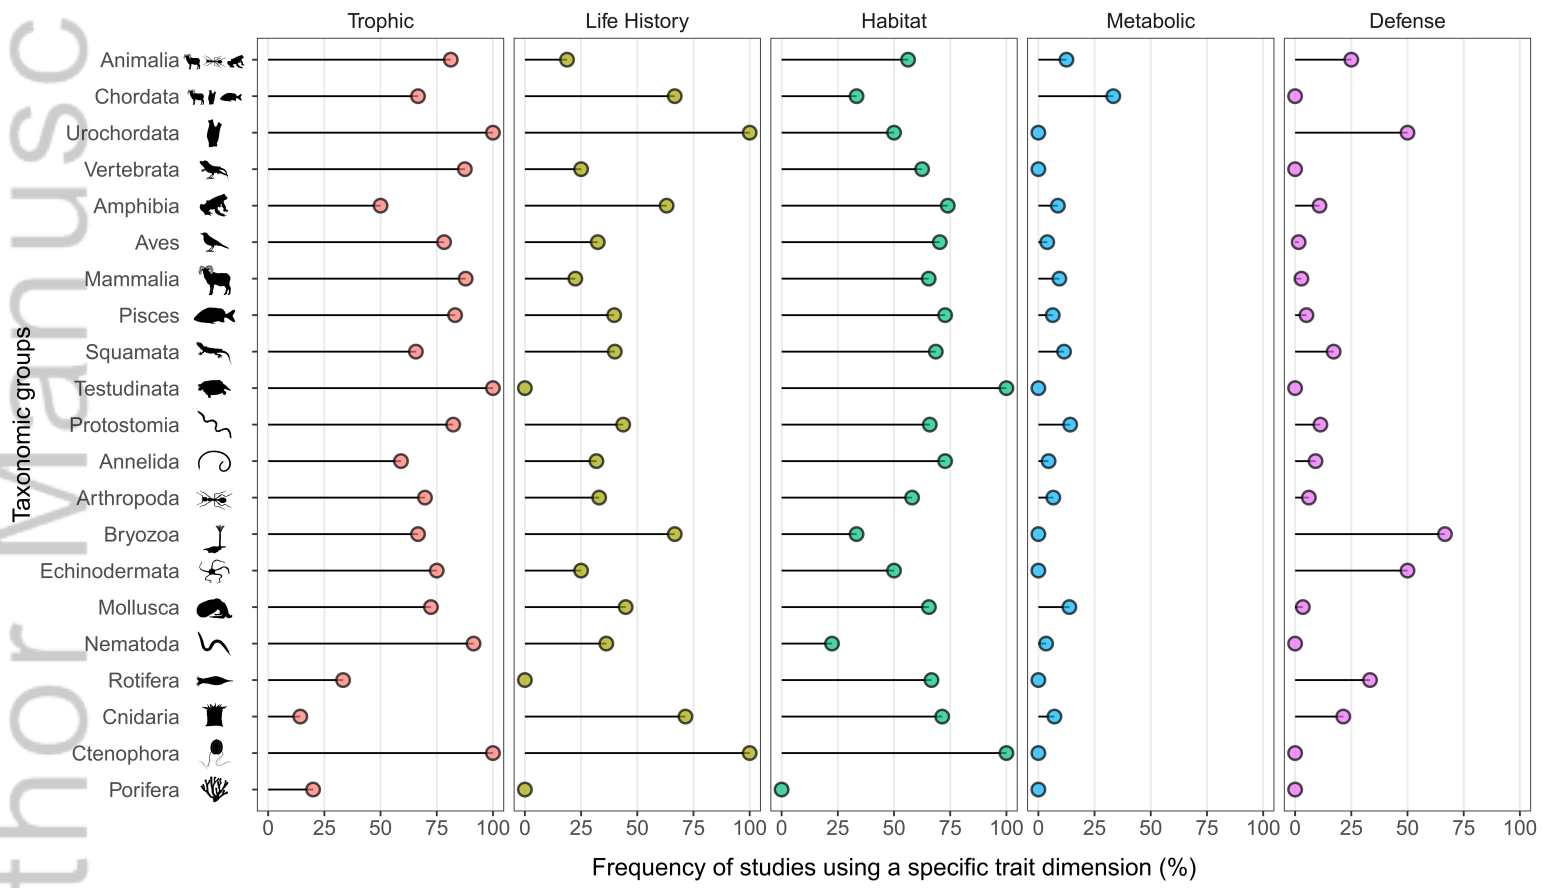 Trophic Life History Habitat Metabolic Defense
thor Manusc
Taxonomic groups
Animalia
Chordata
Urochordata
Vertebrata
Amphibia
Aves
Mammalia
Pisces
Squamata
Testudinata
Protostomia
Annelida
Arthropoda
Bryozoa
Echinodermata
Mollusca
Nematoda
Rotifera
Cnidaria
Ctenophora
Porifera
0 25 50 75 100 0 25 50 75 100 0 25 50 75 100 0 25 50 75 100 0 25 50 75 100
Frequency of studies using a specific trait dimension (%)